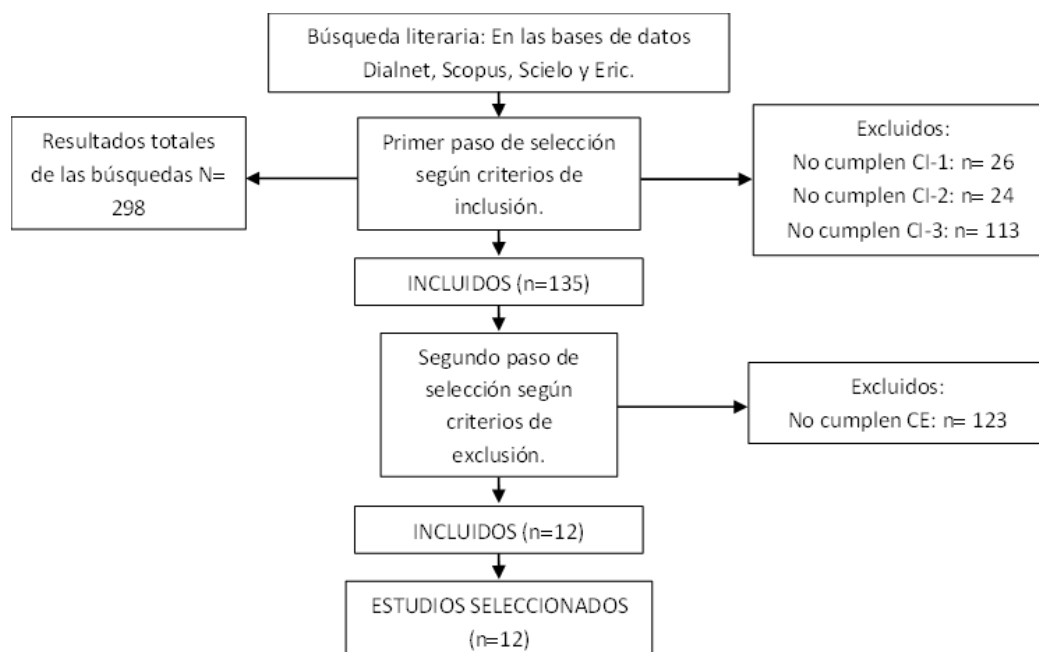 Búsqueda literaria: En las bases de datos
Dialnet, Scopus, Scielo y Eric.
Resultados totales
de las búsquedas N=
298
Primer paso de selección
según criterios de
inclusión.
Excluidos:
No cumplen CI-1: n= 26
No cumplen CI-2: n= 24
No cumplen CI-3: n= 113
INCLUIDOS (n=135)
Segundo paso de
selección según
criterios de
exclusión.
Excluidos:
No cumplen CE: n= 123
INCLUIDOS (n=12)
ESTUDIOS SELECCIONADOS
(n=12)